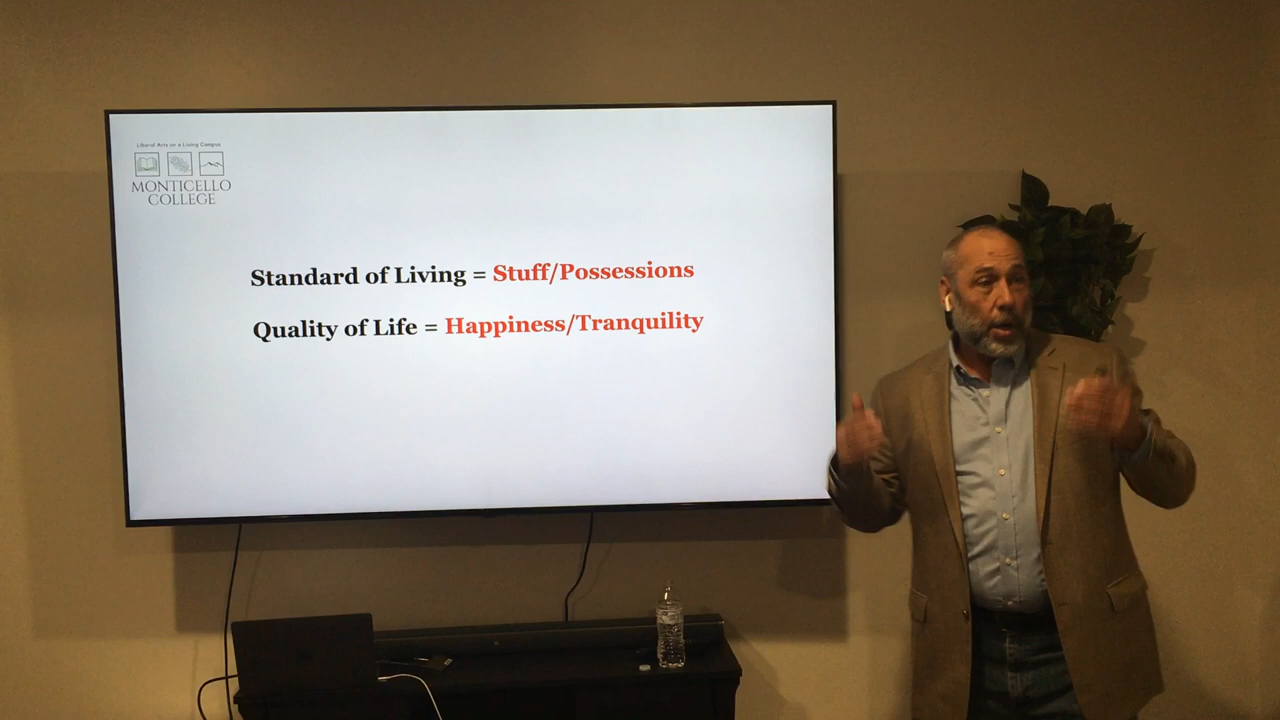 Liberal Arts on a Living Campus
MONTICELLO
COLLEGE
Standard of Living = Stuff/Possessions
Quality of Life = Happiness/Tranquility